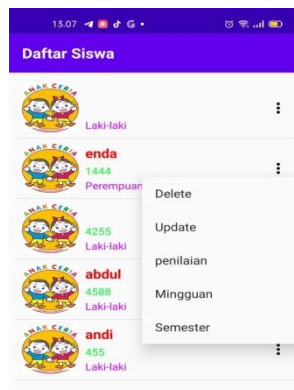 13.07
Daftar Siswa
ANAK CERIA
Laki-laki
ANAK CERIA
enda
1444
Perempuan
ANAK CERIA
4255
Laki-laki
ANAK CERIA
abdul
4588
Laki-laki
ANAK CERIA
andi
455
Laki-laki
Delete
Update
penilaian
Mingguan
Semester